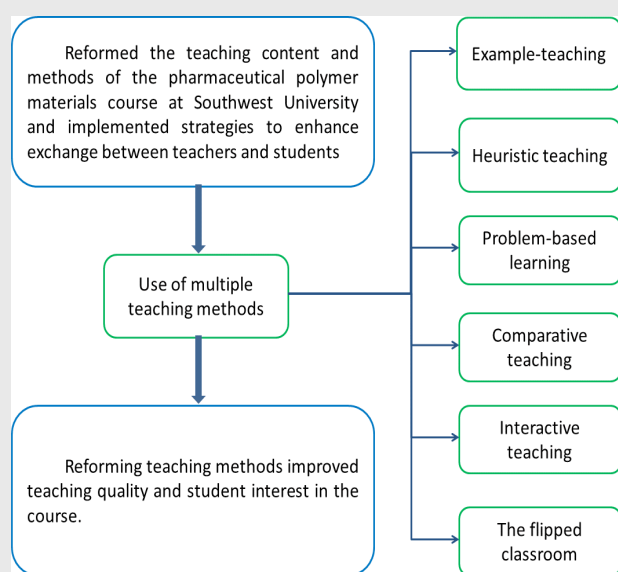 Reformed the teaching content and
methods of the pharmaceutical polymer
materials course at Southwest University
and implemented strategies to enhance
exchange between teachers and students
Use of multiple
teaching methods
Reforming teaching methods improved
teaching quality and student interest in the
course.
Example-teaching
Heuristic teaching
Problem-based
learning
Comparative
teaching
Interactive
teaching
The flipped
classroom